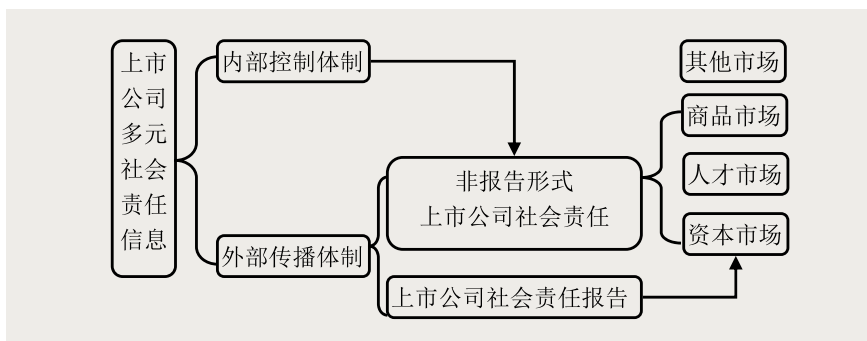 上市
公司
多元
社会
责任
信息
内部控制体制
外部传播体制
非报告形式
上市公司社会责任
上市公司社会责任报告
其他市场
商品市场
人才市场
资本市场